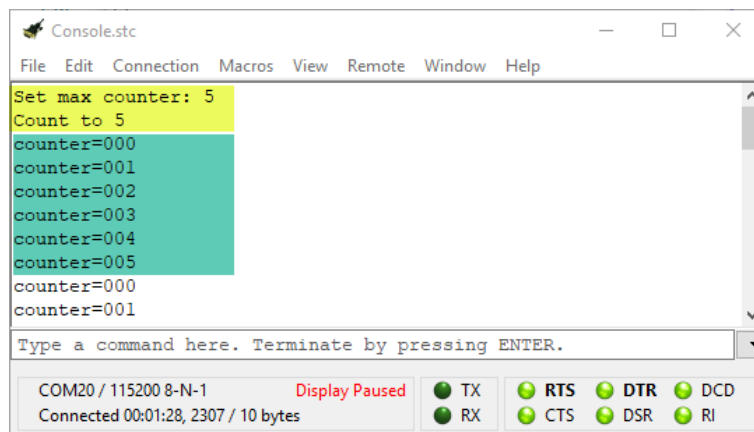 Console.stc
File Edit Connection Macros View Remote Window Help
Set max counter: 5
Count to 5
counter=000
counter=001
counter=002
counter=003
counter=004
counter=005
counter=000
counter=001
Type a command here. Terminate by pressing ENTER.
COM20 / 115200 8-N-1 Display Paused TX RTS DTR DCD
Connected 00:01:28, 2307 / 10 bytes RX CTS DSR RI